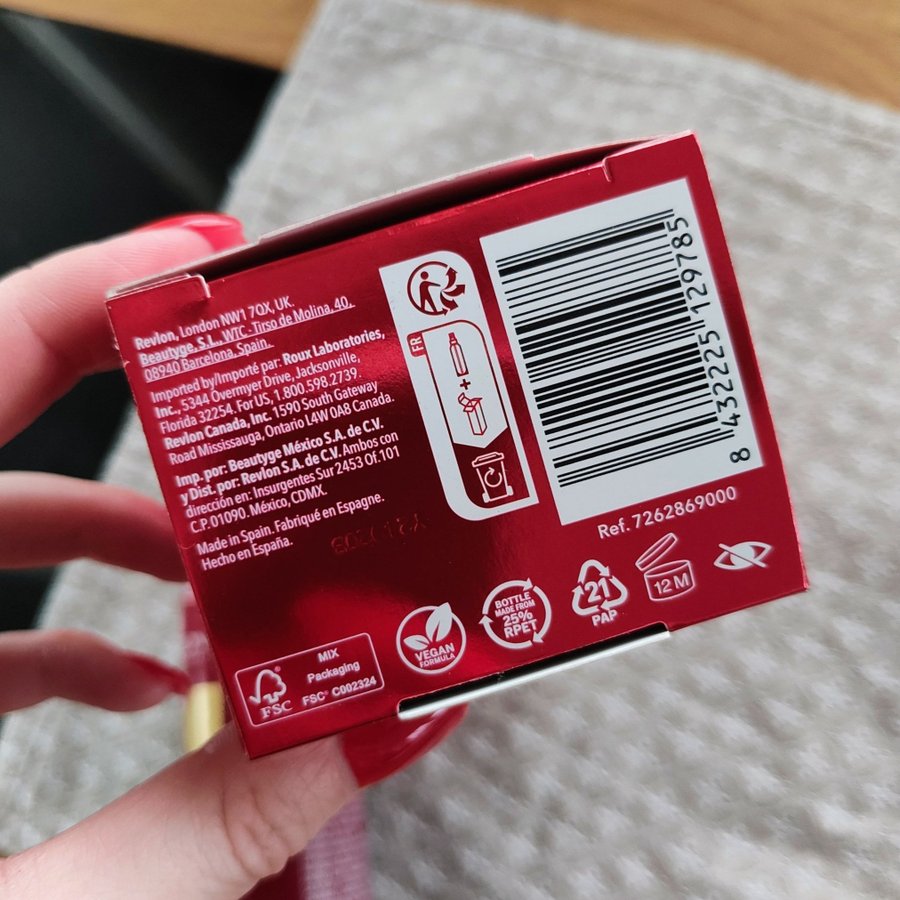 Revlon, London NW1 7QX, UK.
Beautyge, S.L., WTC - Tirso de Molina, 40,
08940 Barcelona, Spain.
Imported by/Importé par: Roux Laboratories,
Inc., 5344 Overmyer Drive, Jacksonville,
Florida 32254. For US, 1.800.598.2739.
Revlon Canada, Inc. 1590 South Gateway
Road Mississauga, Ontario L4W 0A8 Canada.
Imp. por: Beautyge México S.A. de C.V.
y Dist. por: Revlon S.A. de C.V. Ambos con
dirección en: Insurgentes Sur 2453 Of.101
C.P. 01090. México, CDMX.
Made in Spain. Fabriqué en Espagne.
Hecho en España.
FR
+
8 432225 129785
Ref. 7262869000
FSC
MIX
Packaging
FSC® C002324
VEGAN
FORMULA
BOTTLE
MADE FROM
25%
RPET
21
PAP
12 M